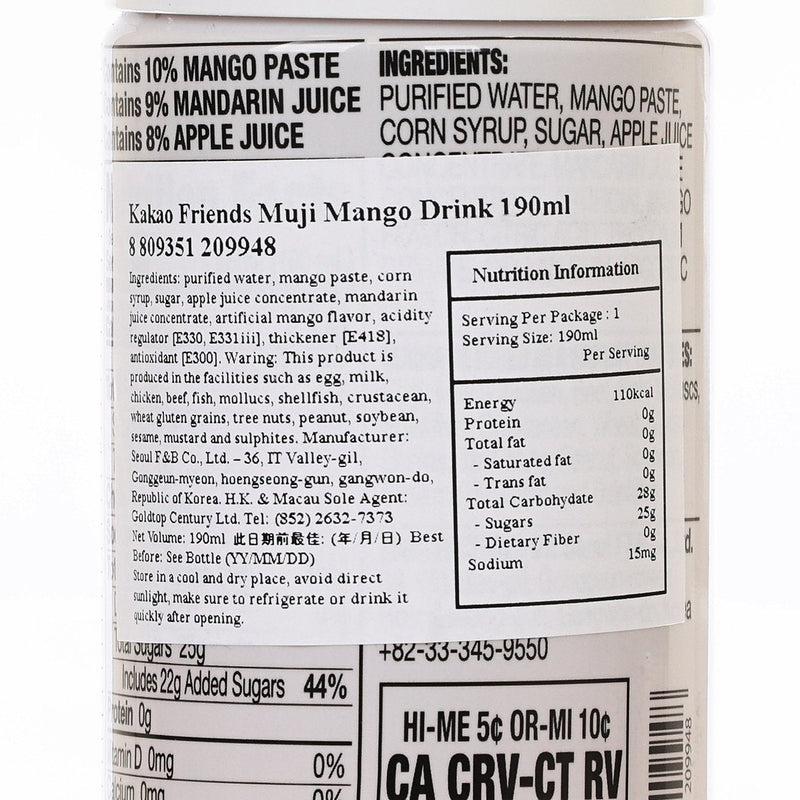 10% MANGO PASTE
9% MANDARIN JUICE
8% APPLE JUICE
INGREDIENTS:
PURIFIED WATER, MANGO PASTE,
CORN SYRUP, SUGAR, APPLE JUICE
Kakao Friends Muji Mango Drink 190ml
8 809351 209948
Ingredients: purified water, mango paste, corn
syrup, sugar, apple juice concentrate, mandarin
juice concentrate, artificial mango flavor, acidity
regulator [E330, E331iii], thickener [E418],
antioxidant [E300]. Waring: This product is
produced in the facilities such as egg, milk,
chicken, beef, fish, mollucs, shellfish, crustacean,
wheat gluten grains, tree nuts, peanut, soybean,
sesame, mustard and sulphites. Manufacturer:
Seoul F&B Co., Ltd. – 36, IT Valley-gil,
Gonggeun-myeon, hoengseong-gun, gangwon-do,
Republic of Korea. H.K. & Macau Sole Agent:
Goldtop Century Ltd. Tel: (852) 2632-7373
Net Volume: 190ml 此日期前最佳: (年/月/日) Best
Before: See Bottle (YY/MM/DD)
Store in a cool and dry place, avoid direct
sunlight, make sure to refrigerate or drink it
quickly after opening.
Nutrition Information
Serving Per Package : 1
Serving Size: 190ml
Per Serving
Energy 110kcal
Protein 0g
Total fat 0g
- Saturated fat 0g
- Trans fat 0g
Total Carbohydrate 28g
- Sugars 25g
- Dietary Fiber 0g
Sodium 15mg
Total Sugars 25g
Includes 22g Added Sugars 44%
0g
D 0mg 0%
0mg 0%
+82-33-345-9550
HI-ME 5¢ OR-MI 10¢
CA CRV-CT RV
209948